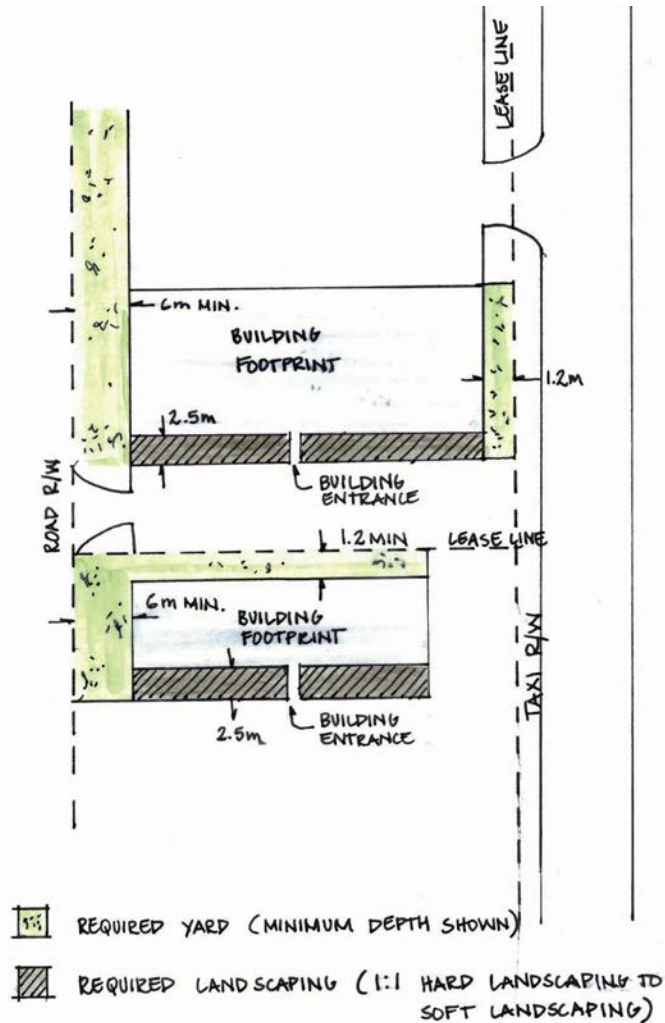 LEASE LINE
6m MIN.
BUILDING
FOOTPRINT
1.2m
2.5m
BUILDING
ENTRANCE
ROAD R/W
1.2 MIN
LEASE LINE
6m MIN.
BUILDING
FOOTPRINT
TAXI R/W
2.5m
BUILDING
ENTRANCE
REQUIRED YARD (MINIMUM DEPTH SHOWN)
REQUIRED LANDSCAPING (1:1 HARD LANDSCAPING TO
SOFT LANDSCAPING)